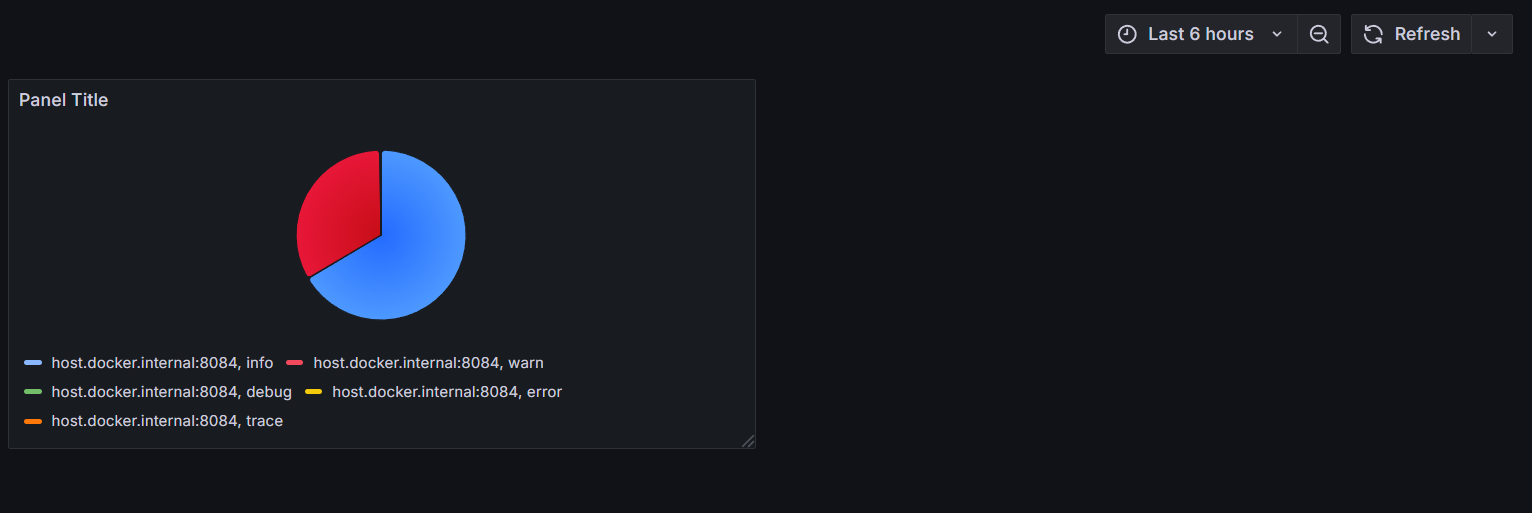 Last 6 hours Refresh
Panel Title
host.docker.internal:8084, info host.docker.internal:8084, warn
host.docker.internal:8084, debug host.docker.internal:8084, error
host.docker.internal:8084, trace